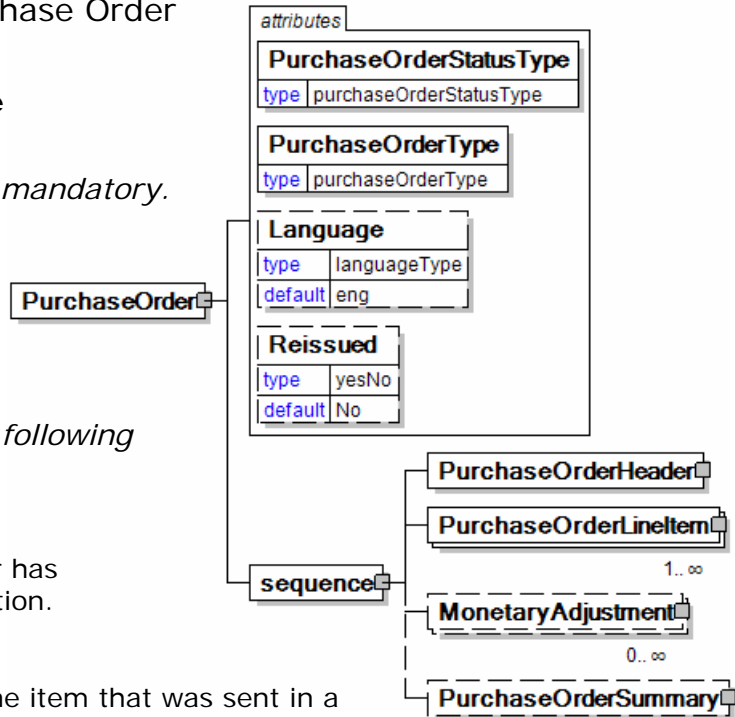 hase Order
e
mandatory.
following
r has
tion.
ne item that was sent in a
PurchaseOrder
attributes
PurchaseOrderStatusType
type purchaseOrderStatusType
PurchaseOrderType
type purchaseOrderType
Language
type languageType
default eng
Reissued
type yesNo
default No
sequence
PurchaseOrderHeader
PurchaseOrderLineItem
1.. ∞
MonetaryAdjustment
0.. ∞
PurchaseOrderSummary